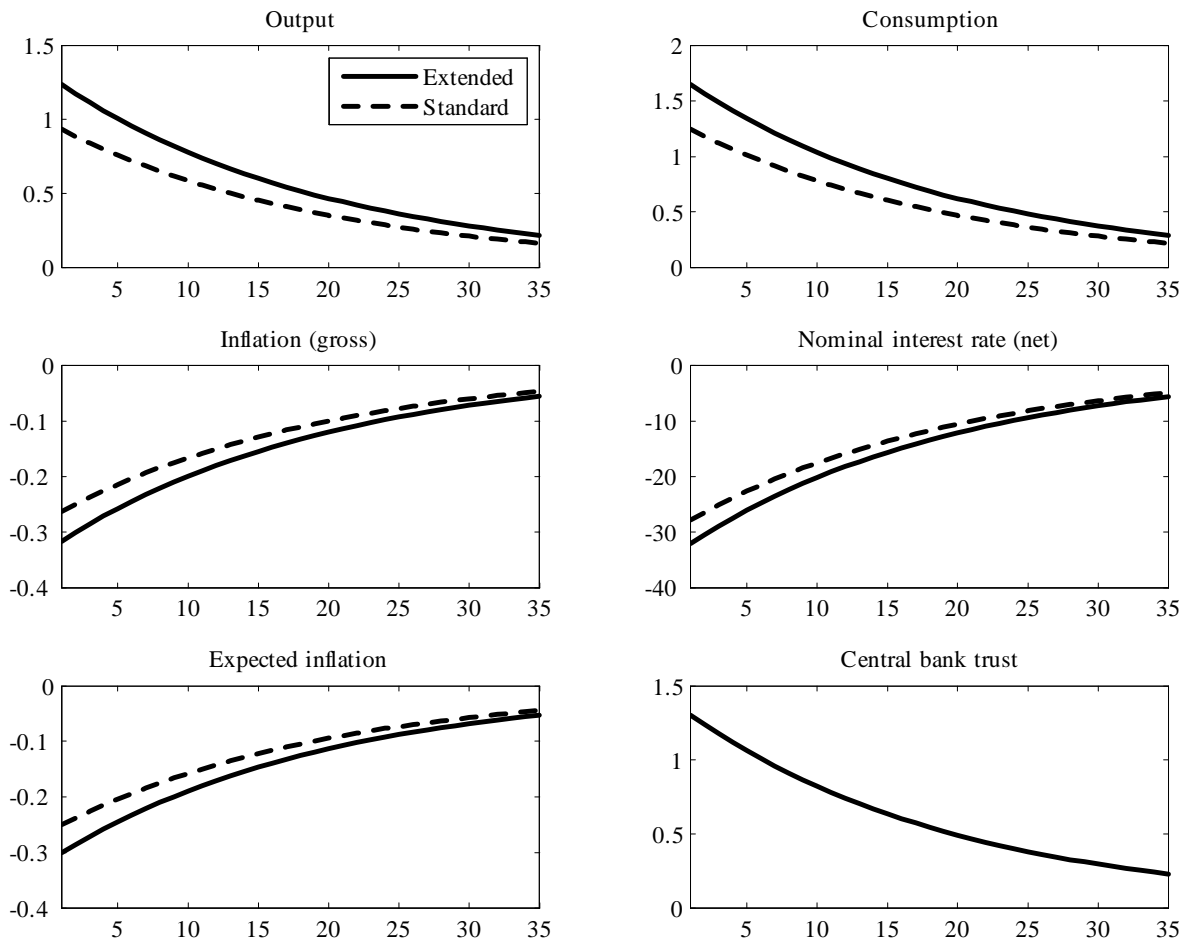 Output
1.5
1
0.5
0
5 10 15 20 25 30 35
Extended
Standard
Consumption
2
1.5
1
0.5
0
5 10 15 20 25 30 35
Inflation (gross)
0
-0.1
-0.2
-0.3
-0.4
5 10 15 20 25 30 35
Nominal interest rate (net)
0
-10
-20
-30
-40
5 10 15 20 25 30 35
Expected inflation
0
-0.1
-0.2
-0.3
-0.4
5 10 15 20 25 30 35
Central bank trust
1.5
1
0.5
0
5 10 15 20 25 30 35